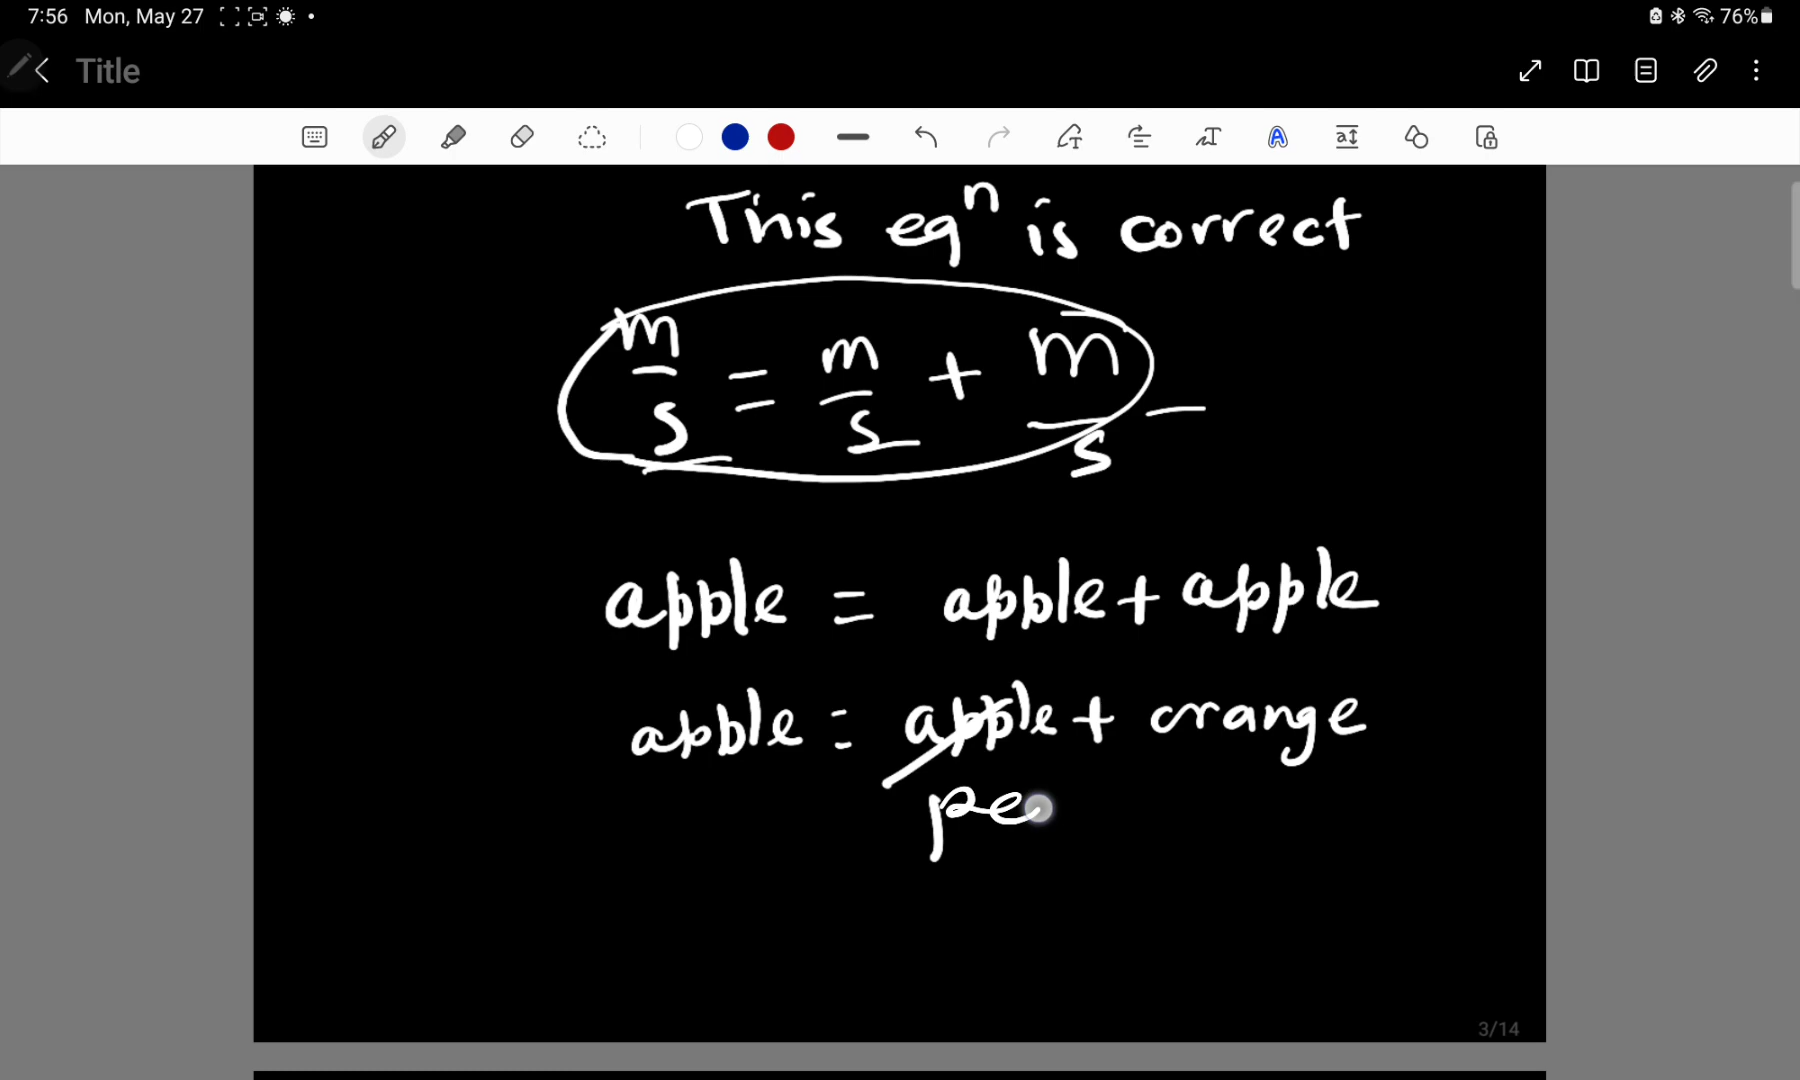 7:56 Mon, May 27 76%
Title
This eqⁿ is correct
m/s = m/s + m/s
apple = apple + apple
apple = apple + orange
pe
3/14